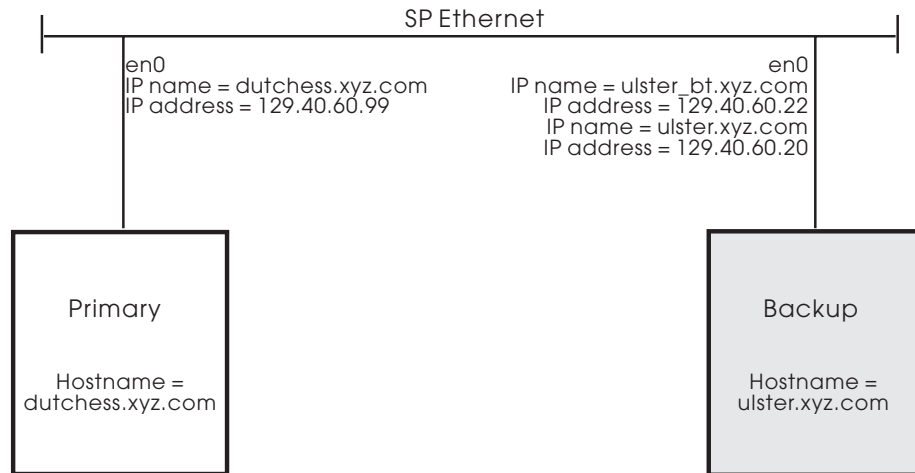 SP Ethernet
en0
IP name = dutchess.xyz.com
IP address = 129.40.60.99
en0
IP name = ulster_bt.xyz.com
IP address = 129.40.60.22
IP name = ulster.xyz.com
IP address = 129.40.60.20
Primary
Hostname =
dutchess.xyz.com
Backup
Hostname =
ulster.xyz.com